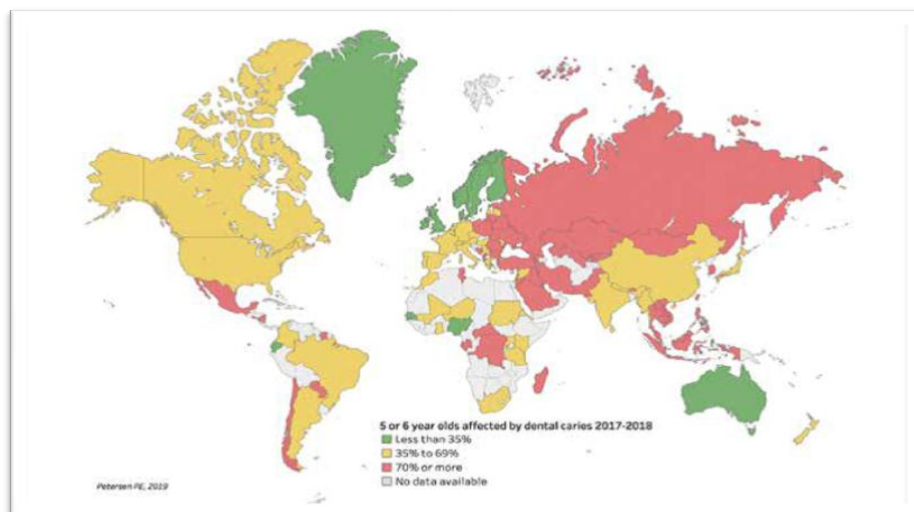 5 or 6 year olds affected by dental caries 2017-2018
Less than 35%
35% to 69%
70% or more
No data available
Petersen PE, 2019